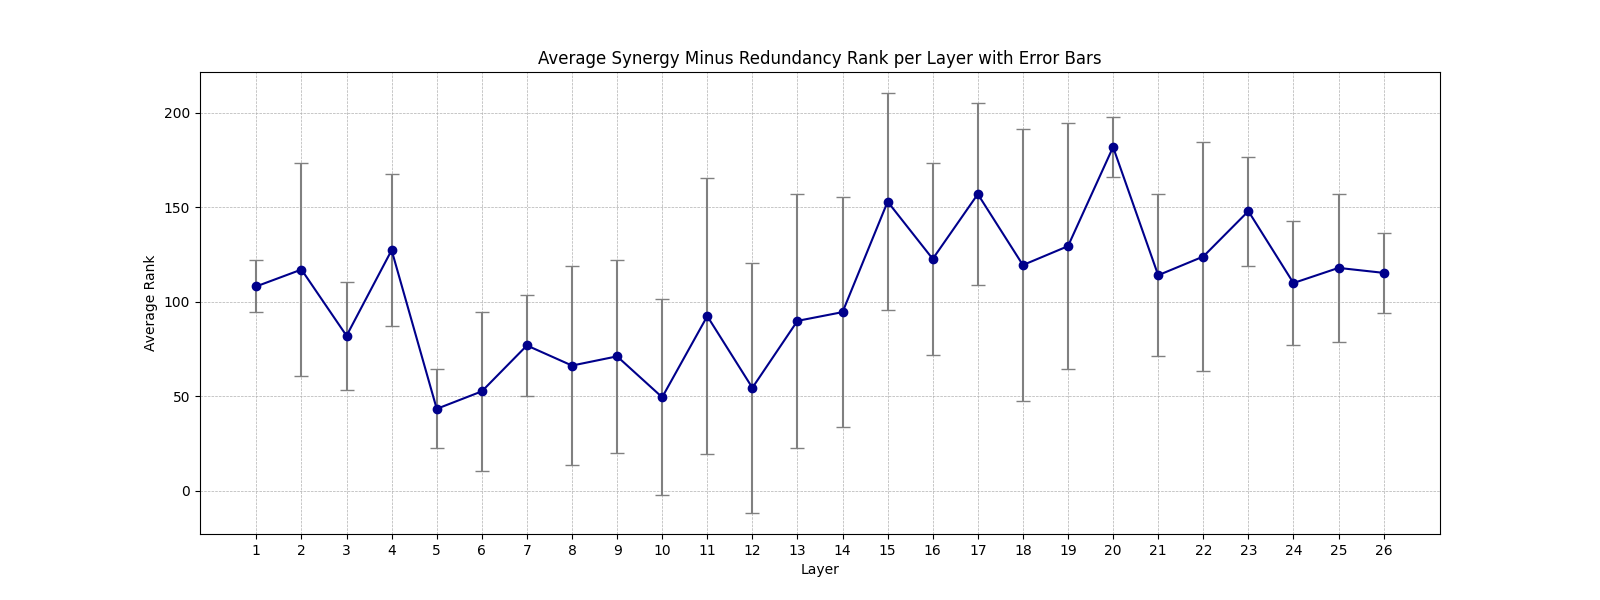 Average Synergy Minus Redundancy Rank per Layer with Error Bars
200
150
100
50
0
Average Rank
1 2 3 4 5 6 7 8 9 10 11 12 13 14 15 16 17 18 19 20 21 22 23 24 25 26
Layer